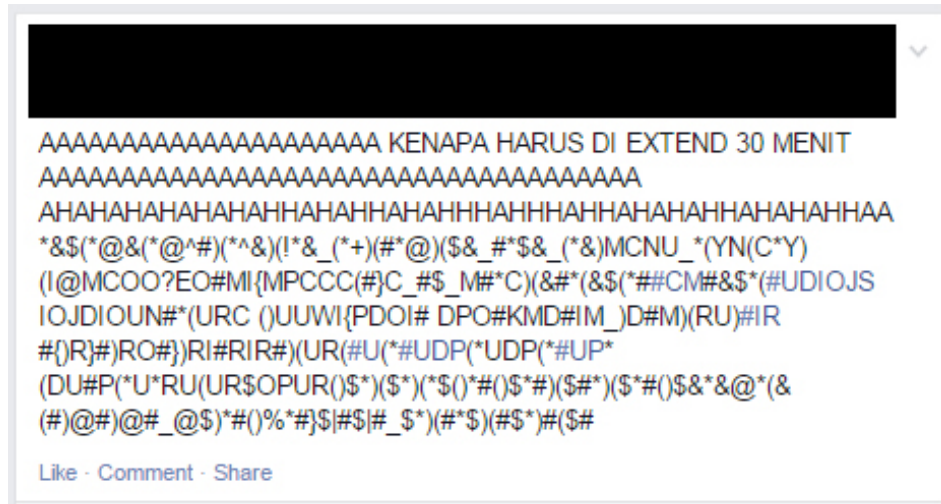 AAAAAAAAAAAAAAAAAAAAA KENAPA HARUS DI EXTEND 30 MENIT
AAAAAAAAAAAAAAAAAAAAAAAAAAAAAAAAAAAAA
AHAHAHAHAHAHAHHAHAHHAHAHHHAHHHAHHAHAHAHHAHAHAHHAA
*&$(*@&(*@^#)(*^&)(!*&_(*+)(#*@)($&_#*$&_(*&)MCNU_*(YN(C*Y)
(I@MCOO?EO#MI{MPCCC(#}C_#$_M#*C)(&#*(&$(*##CM#&$*(#UDIOJS
IOJDIOUN#*(URC ()UUWI{PDOI# DPO#KMD#IM_)D#M)(RU)#IR
#{)R}#)RO#})RI#RIR#)(UR(#U(*#UDP(*UDP(*#UP*
(DU#P(*U*RU(UR$OPUR()$*)($*)(*$()*#()$*#)($#*)($*#()$&*&@*(&
(#)@#)@#_@$)*#()%*#}$|#$|#_$*)(#*$)(#$*)#($#
Like · Comment · Share